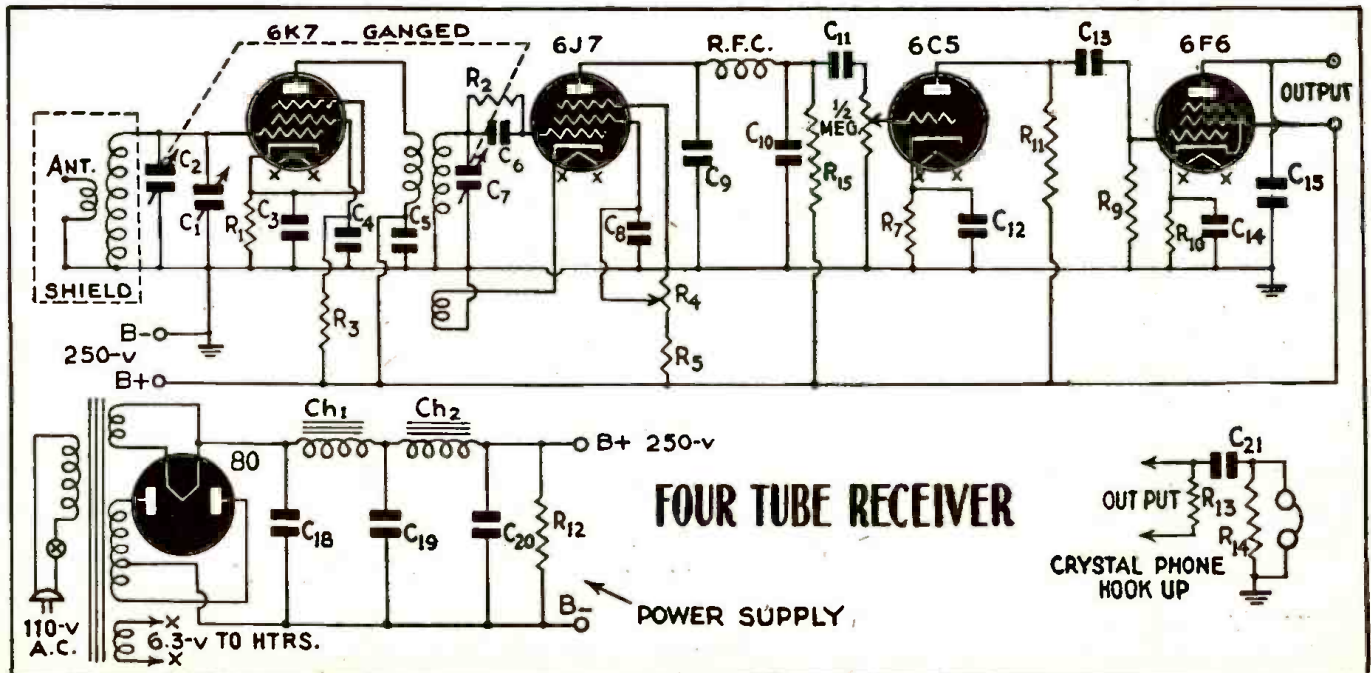 6K7 GANGED 6J7 R.F.C. C11 6C5 C13 6F6
R2
OUTPUT
ANT. C2 C6 C10 ½ MEG. R11
C1 C7 C9 R15 C15
R1 C3 C4 C5 C8 R7 C12 R9 R10 C14
SHIELD R3 R4
B-
250-v
R5
B+
Ch1 Ch2
80 B+ 250-v C21
FOUR TUBE RECEIVER
OUTPUT R13
C18 C19 C20 R12 R14
CRYSTAL PHONE
HOOK UP
B-
POWER SUPPLY
110-v
A.C.
x
6.3-v TO HTRS.
x